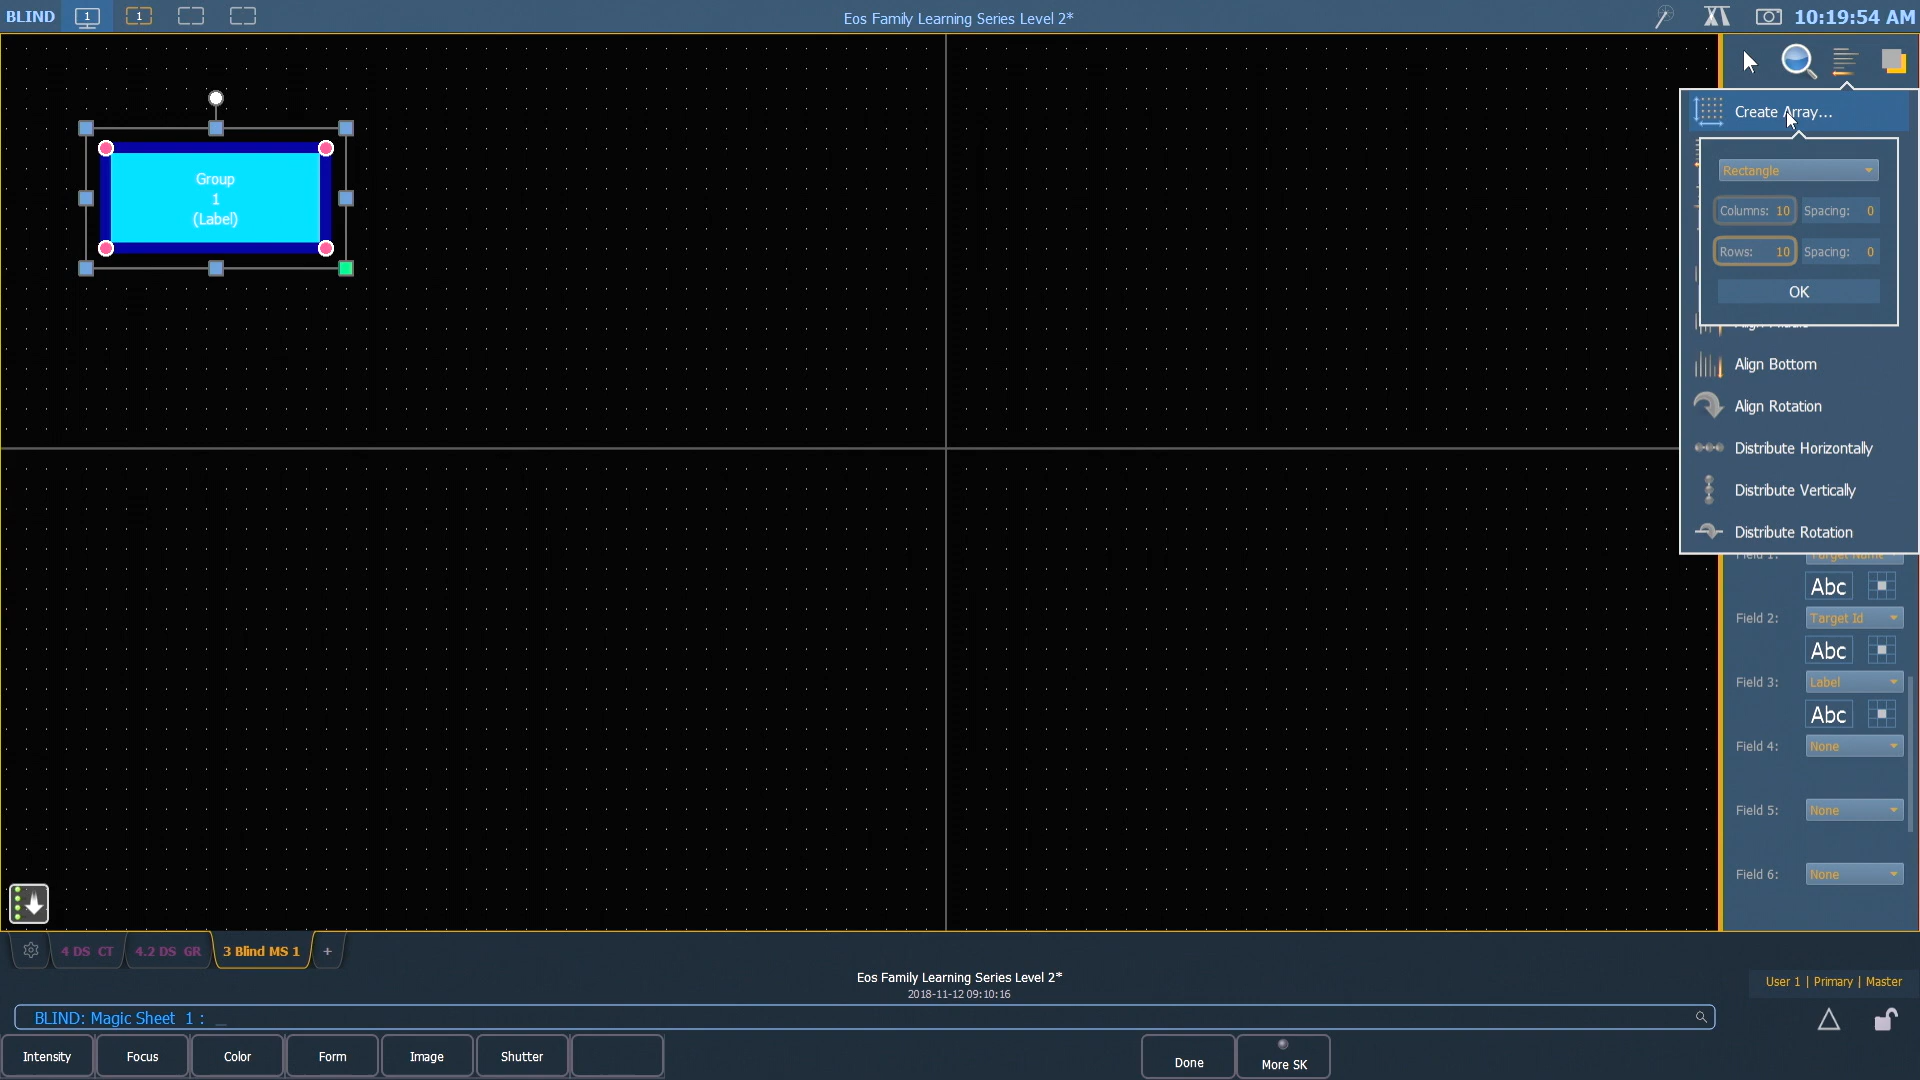 BLIND 1 1 Eos Family Learning Series Level 2* 10:19:54 AM
Group
1
(Label)
Create Array...
Rectangle
Columns: 10 Spacing: 0
Rows: 10 Spacing: 0
OK
Align Bottom
Align Rotation
Distribute Horizontally
Distribute Vertically
Distribute Rotation
Field 1: Target Name
Abc
Field 2: Target Id
Abc
Field 3: Label
Abc
Field 4: None
Field 5: None
Field 6: None
4 DS CT 4.2 DS GR 3 Blind MS 1 +
Eos Family Learning Series Level 2*
2018-11-12 09:10:16
User 1 | Primary | Master
BLIND: Magic Sheet 1 : _
Intensity Focus Color Form Image Shutter Done More SK